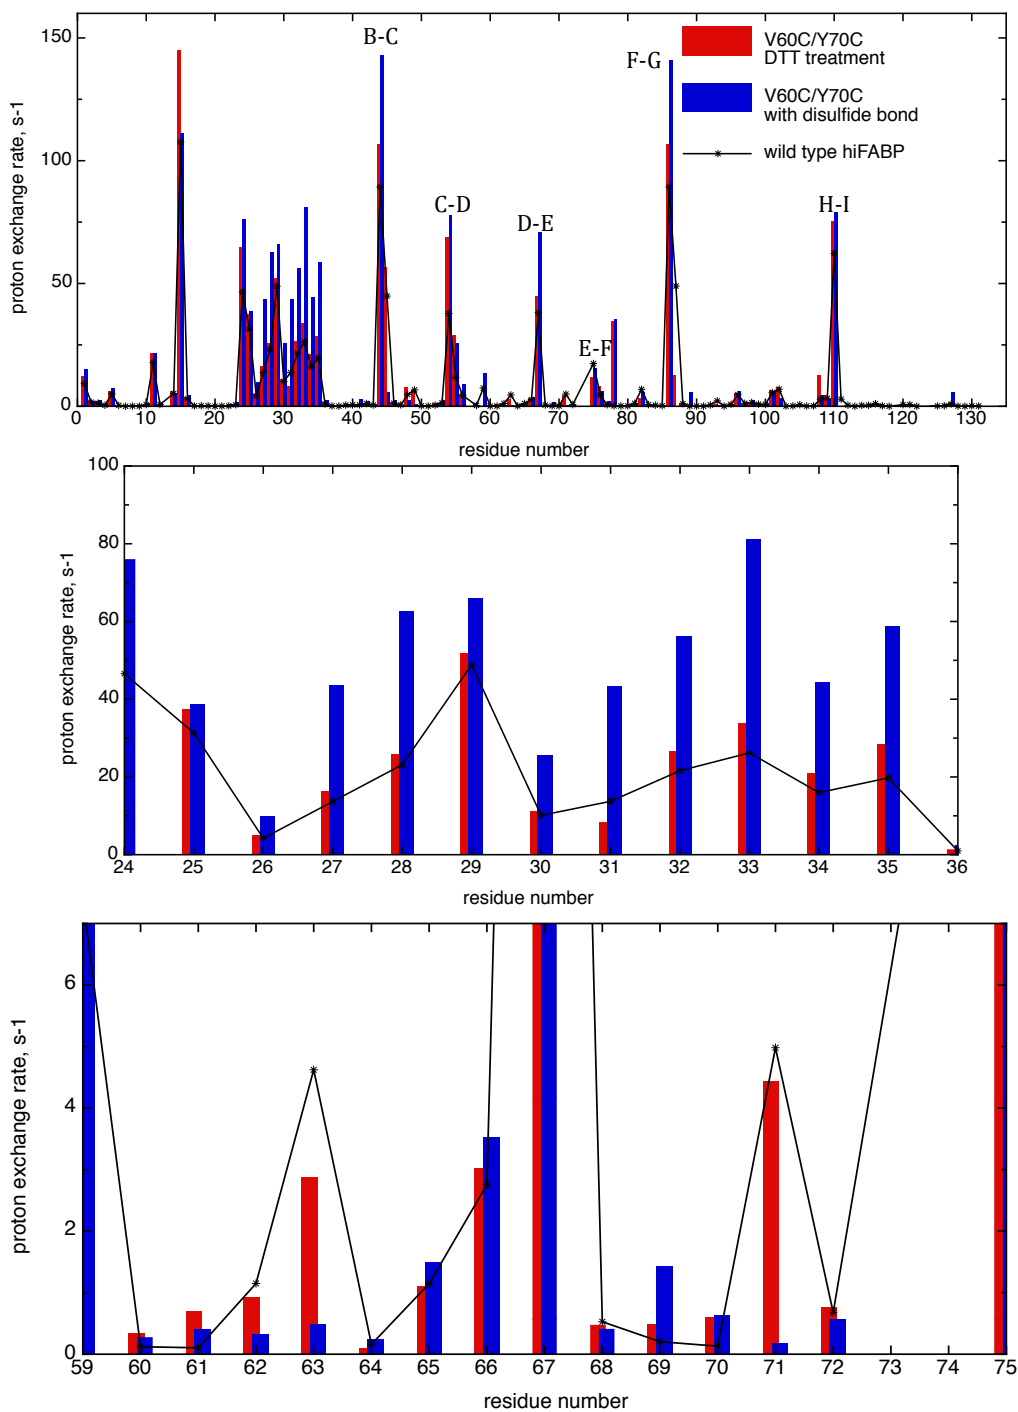 150
100
50
0
proton exchange rate, s-1
B-C
C-D
D-E
E-F
F-G
H-I
V60C/Y70C
DTT treatment
V60C/Y70C
with disulfide bond
wild type hiFABP
0 10 20 30 40 50 60 70 80 90 100 110 120 130
residue number
100
80
60
40
20
0
proton exchange rate, s-1
24 25 26 27 28 29 30 31 32 33 34 35 36
residue number
6
4
2
0
proton exchange rate, s-1
59 60 61 62 63 64 65 66 67 68 69 70 71 72 73 74 75
residue number